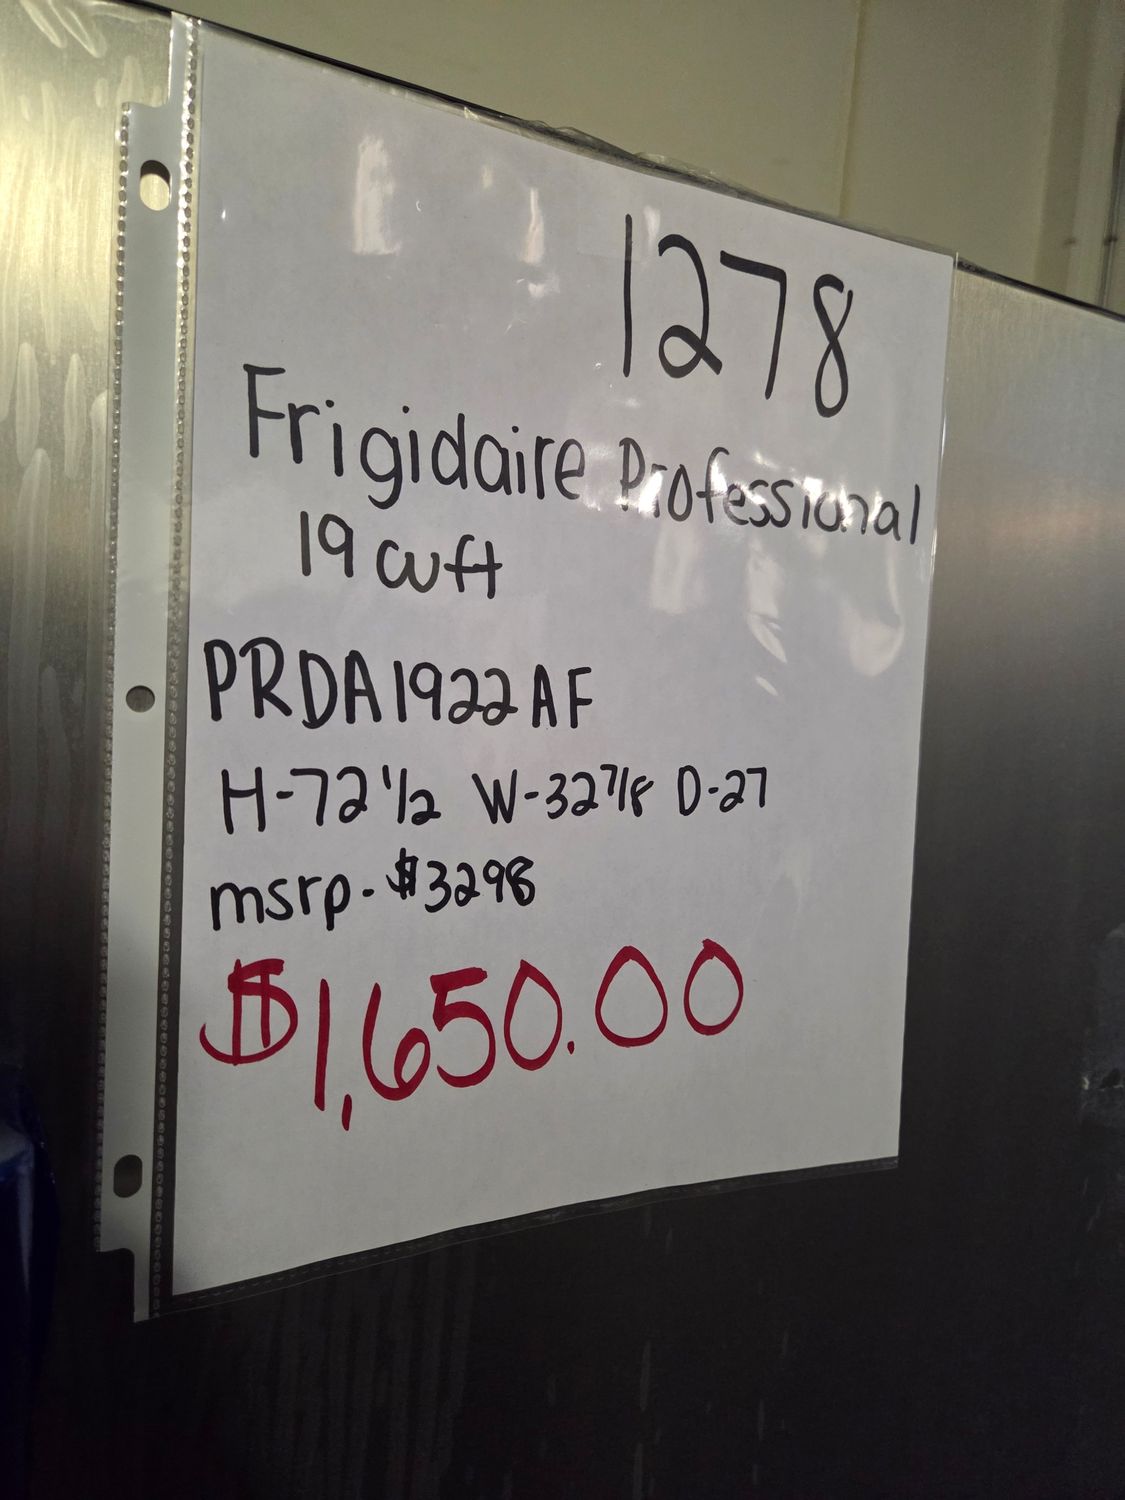 1278
Frigidaire Professional
19 cuft
PRDA1922AF
H-72 1/2 W-32 7/8 D-27
msrp-$3298
$1,650.00